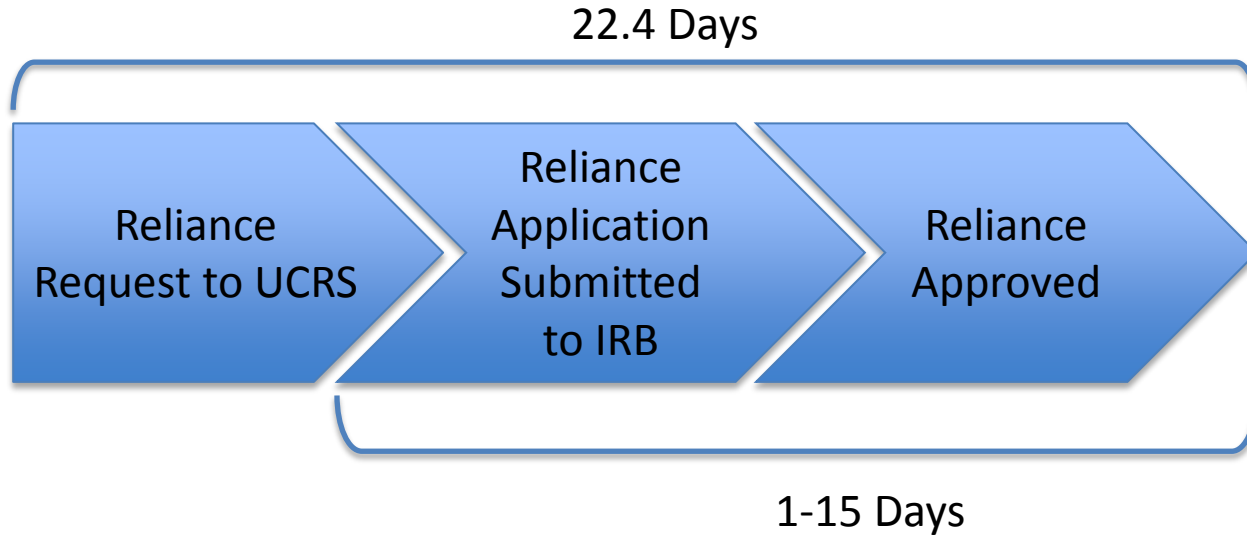 22.4 Days
Reliance
Request to UCRS
Reliance
Application
Submitted
to IRB
Reliance
Approved
1-15 Days